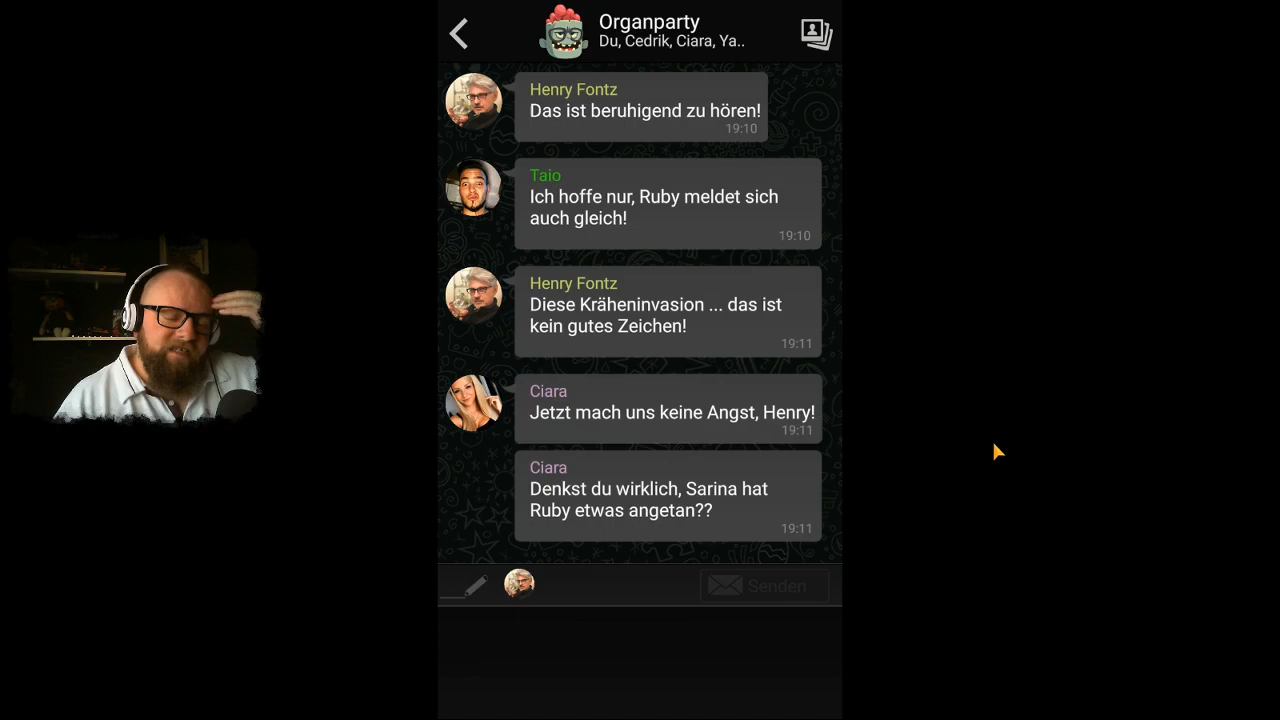 Organparty
Du, Cedrik, Ciara, Ya..
Henry Fontz
Das ist beruhigend zu hören!
19:10
Taio
Ich hoffe nur, Ruby meldet sich
auch gleich!
19:10
Henry Fontz
Diese Kräheninvasion ... das ist
kein gutes Zeichen!
19:11
Ciara
Jetzt mach uns keine Angst, Henry!
19:11
Ciara
Denkst du wirklich, Sarina hat
Ruby etwas angetan??
19:11
Senden